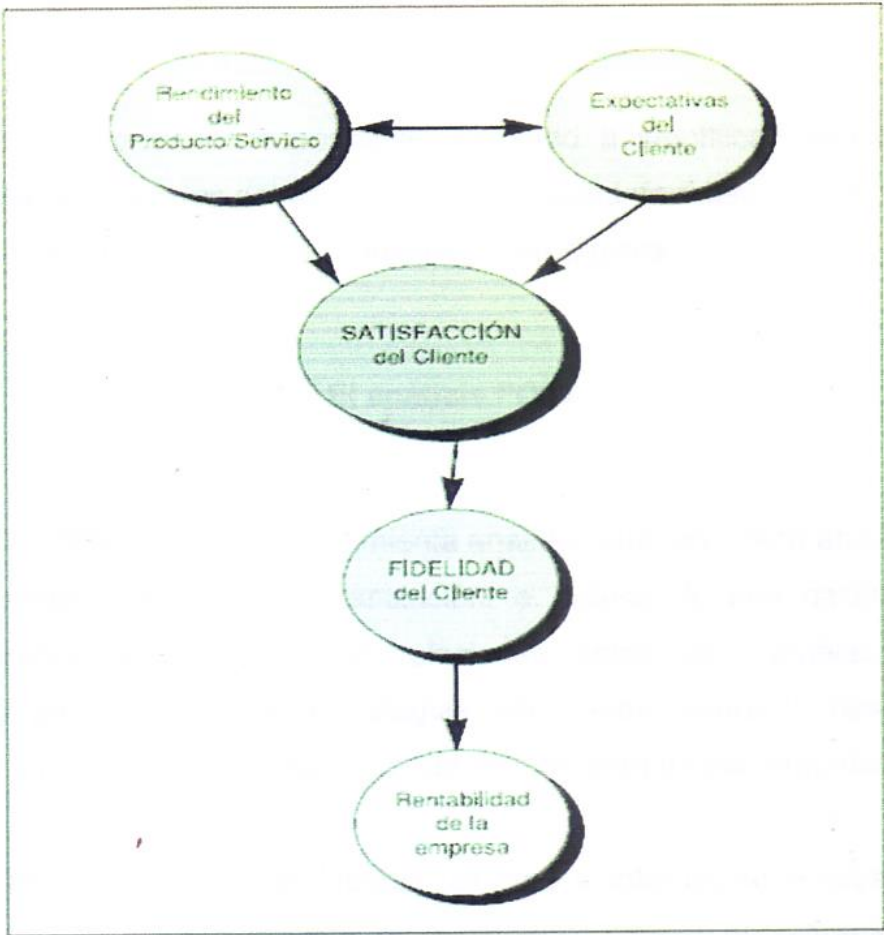 Rendimiento
del
Producto/Servicio
Expectativas
del
Cliente
SATISFACCIÓN
del Cliente
FIDELIDAD
del Cliente
Rentabilidad
de la
empresa